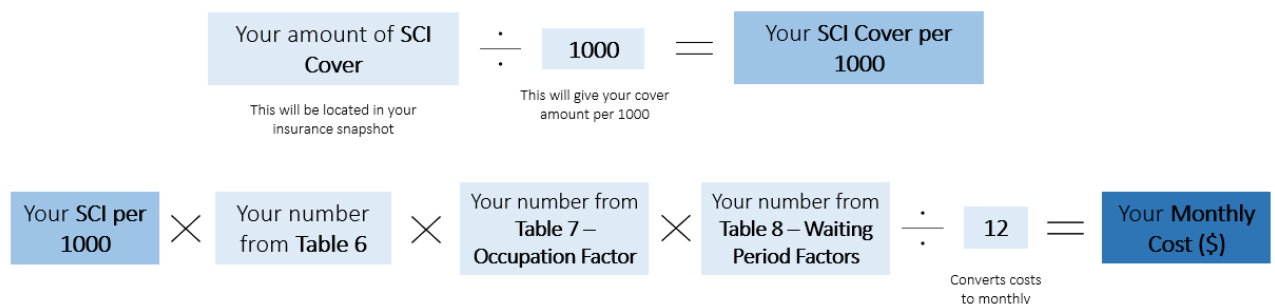 Your amount of SCI
Cover
÷
1000
=
Your SCI Cover per
1000
This will be located in your
insurance snapshot
This will give your cover
amount per 1000
Your SCI per
1000
×
Your number
from Table 6
×
Your number from
Table 7 –
Occupation Factor
×
Your number from
Table 8 – Waiting
Period Factors
÷
12
=
Your Monthly
Cost ($)
Converts costs
to monthly